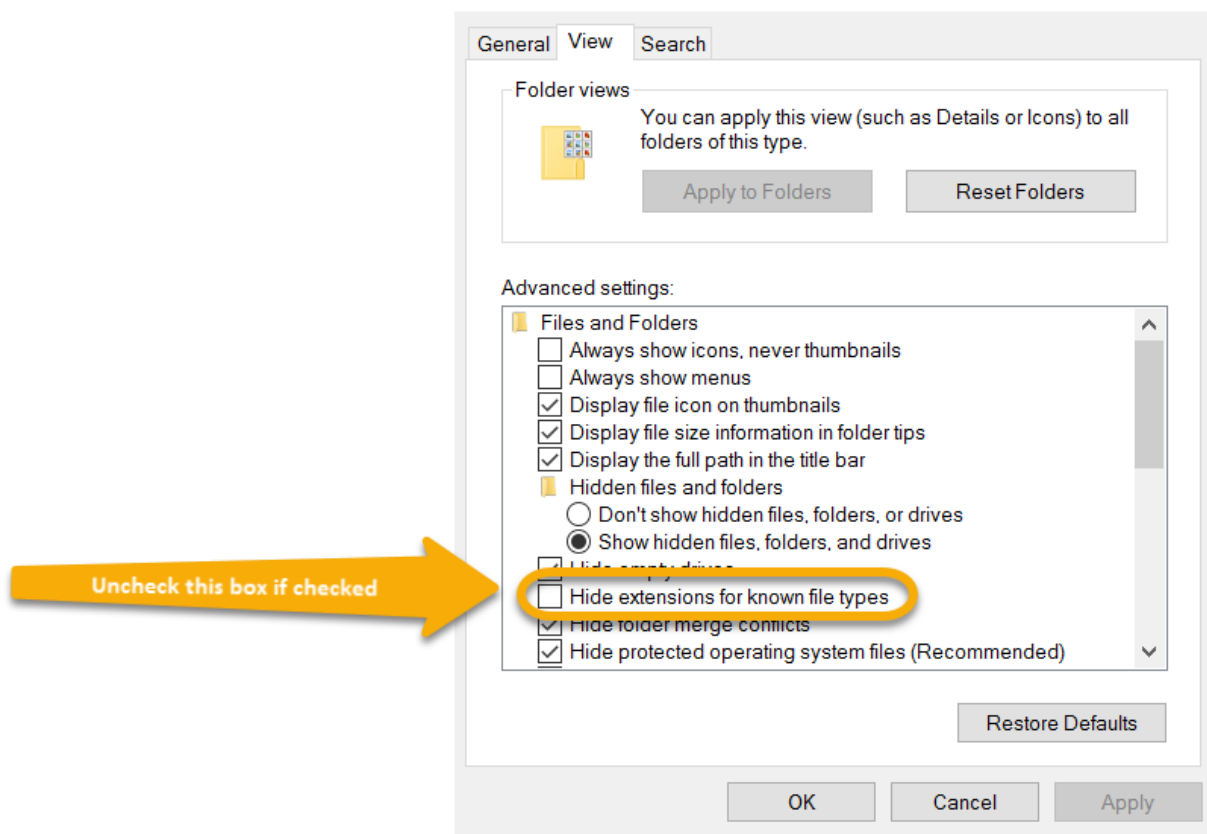 General View Search
Folder views
You can apply this view (such as Details or Icons) to all
folders of this type.
Apply to Folders Reset Folders
Advanced settings:
Files and Folders
Always show icons, never thumbnails
Always show menus
Display file icon on thumbnails
Display file size information in folder tips
Display the full path in the title bar
Hidden files and folders
Don't show hidden files, folders, or drives
Show hidden files, folders, and drives
Hide empty drives
Uncheck this box if checked
Hide extensions for known file types
Hide folder merge conflicts
Hide protected operating system files (Recommended)
Restore Defaults
OK Cancel Apply